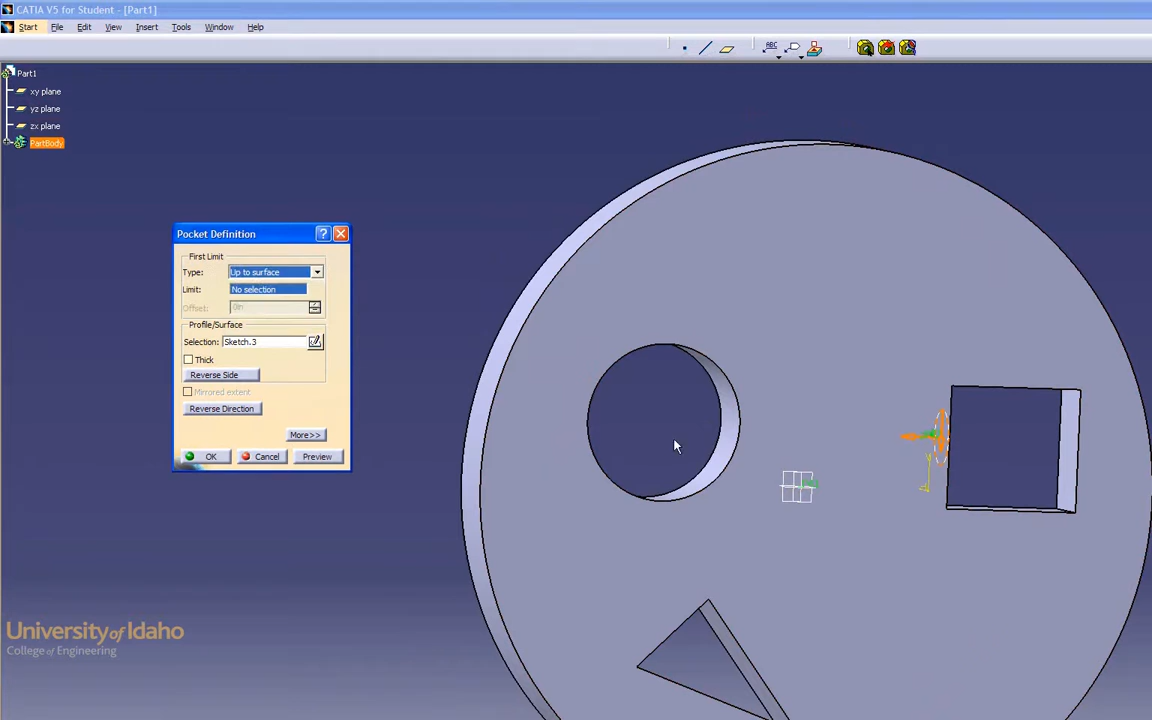 CATIA V5 for Student - [Part1]
Start File Edit View Insert Tools Window Help
ABC
Part1
xy plane
yz plane
zx plane
PartBody
Pocket Definition
First Limit
Type: Up to surface
Limit: No selection
Offset: 0in
Profile/Surface
Selection: Sketch.3
Thick
Reverse Side
Mirrored extent
Reverse Direction
More>>
OK Cancel Preview
University of Idaho
College of Engineering